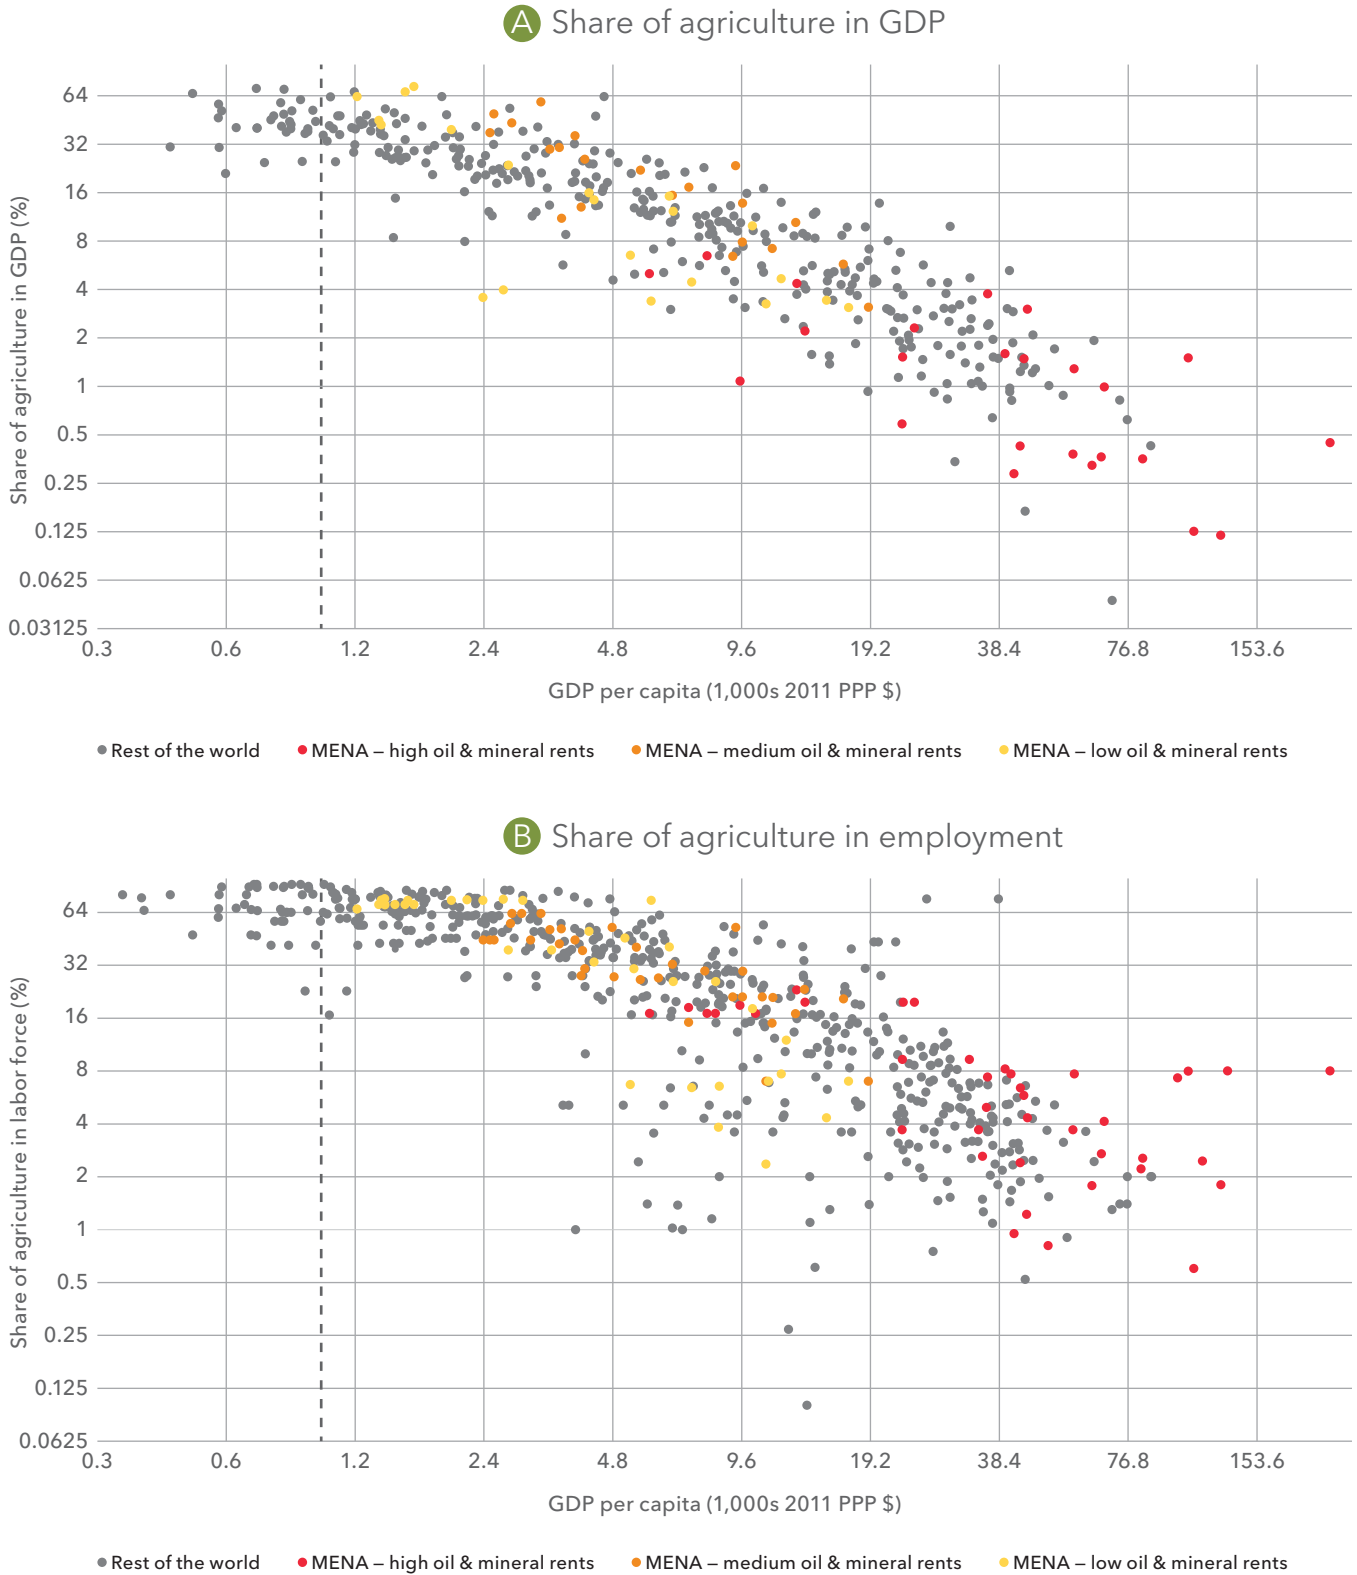 A Share of agriculture in GDP
Share of agriculture in GDP (%)
64
32
16
8
4
2
1
0.5
0.25
0.125
0.0625
0.03125
0.3 0.6 1.2 2.4 4.8 9.6 19.2 38.4 76.8 153.6
GDP per capita (1,000s 2011 PPP $)
Rest of the world MENA – high oil & mineral rents MENA – medium oil & mineral rents MENA – low oil & mineral rents
B Share of agriculture in employment
Share of agriculture in labor force (%)
64
32
16
8
4
2
1
0.5
0.25
0.125
0.0625
0.3 0.6 1.2 2.4 4.8 9.6 19.2 38.4 76.8 153.6
GDP per capita (1,000s 2011 PPP $)
Rest of the world MENA – high oil & mineral rents MENA – medium oil & mineral rents MENA – low oil & mineral rents